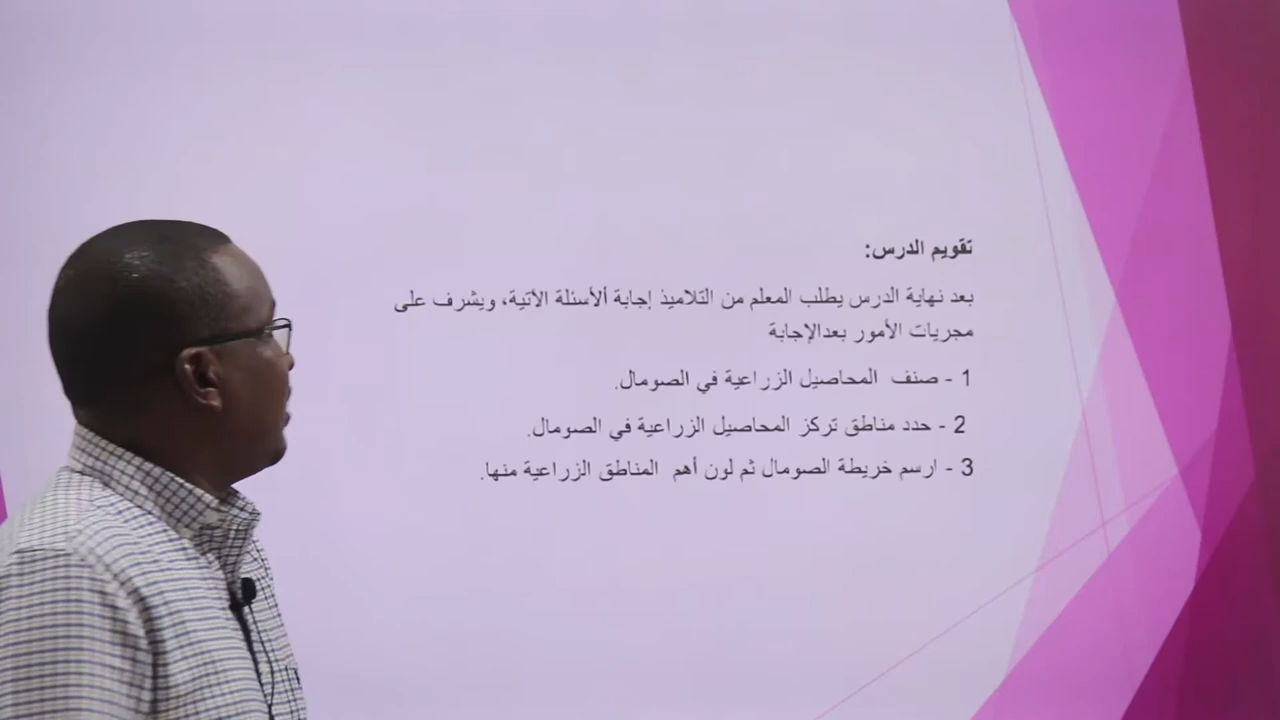 تقويم الدرس:
بعد نهاية الدرس يطلب المعلم من التلاميذ إجابة ألأسئلة الآتية، ويشرف على
مجريات الأمور بعدالإجابة
1 - صنف المحاصيل الزراعية في الصومال.
2 - حدد مناطق تركز المحاصيل الزراعية في الصومال.
3 - ارسم خريطة الصومال ثم لون أهم المناطق الزراعية منها.